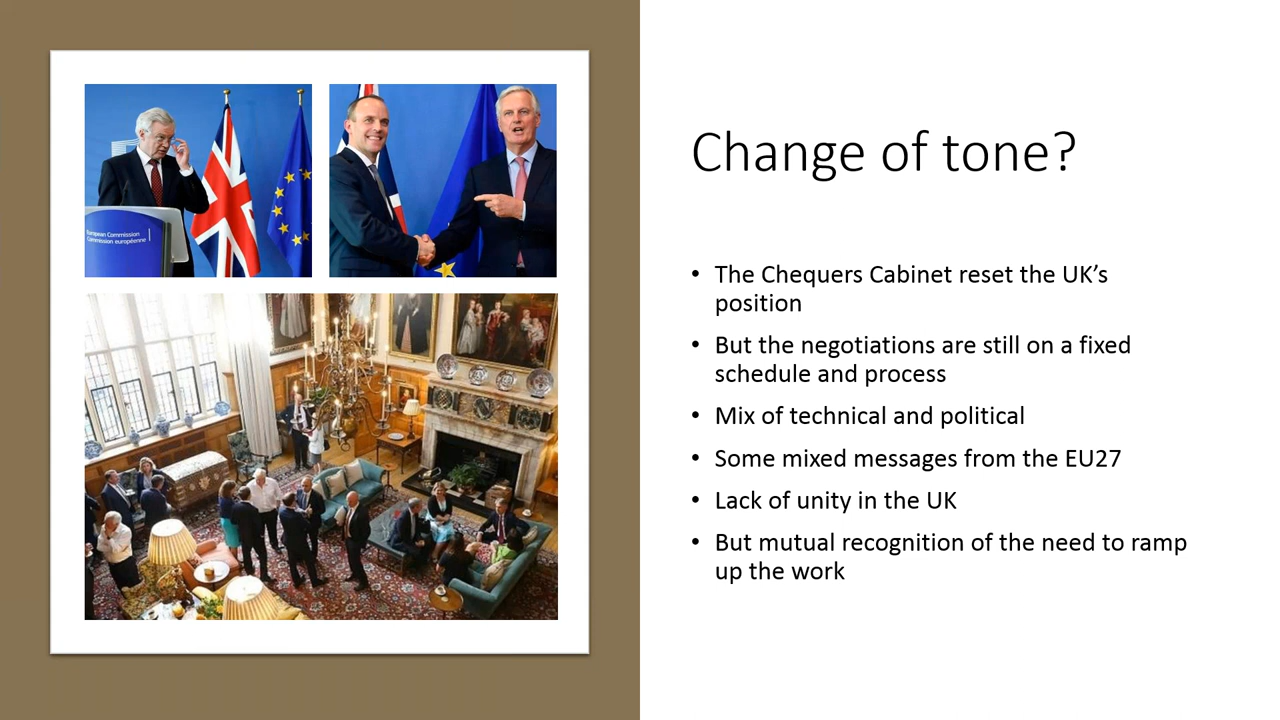 European Commission
Commission européenne
Change of tone?
• The Chequers Cabinet reset the UK’s
position
• But the negotiations are still on a fixed
schedule and process
• Mix of technical and political
• Some mixed messages from the EU27
• Lack of unity in the UK
• But mutual recognition of the need to ramp
up the work